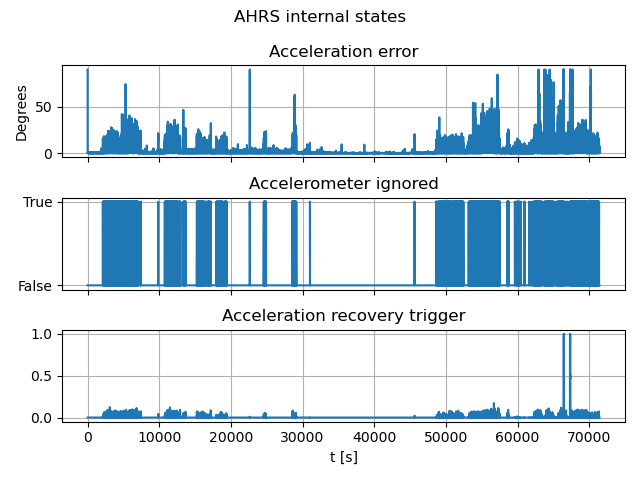 AHRS internal states
Acceleration error
Degrees
50
0
Accelerometer ignored
True
False
Acceleration recovery trigger
1.0
0.5
0.0
0 10000 20000 30000 40000 50000 60000 70000
t [s]